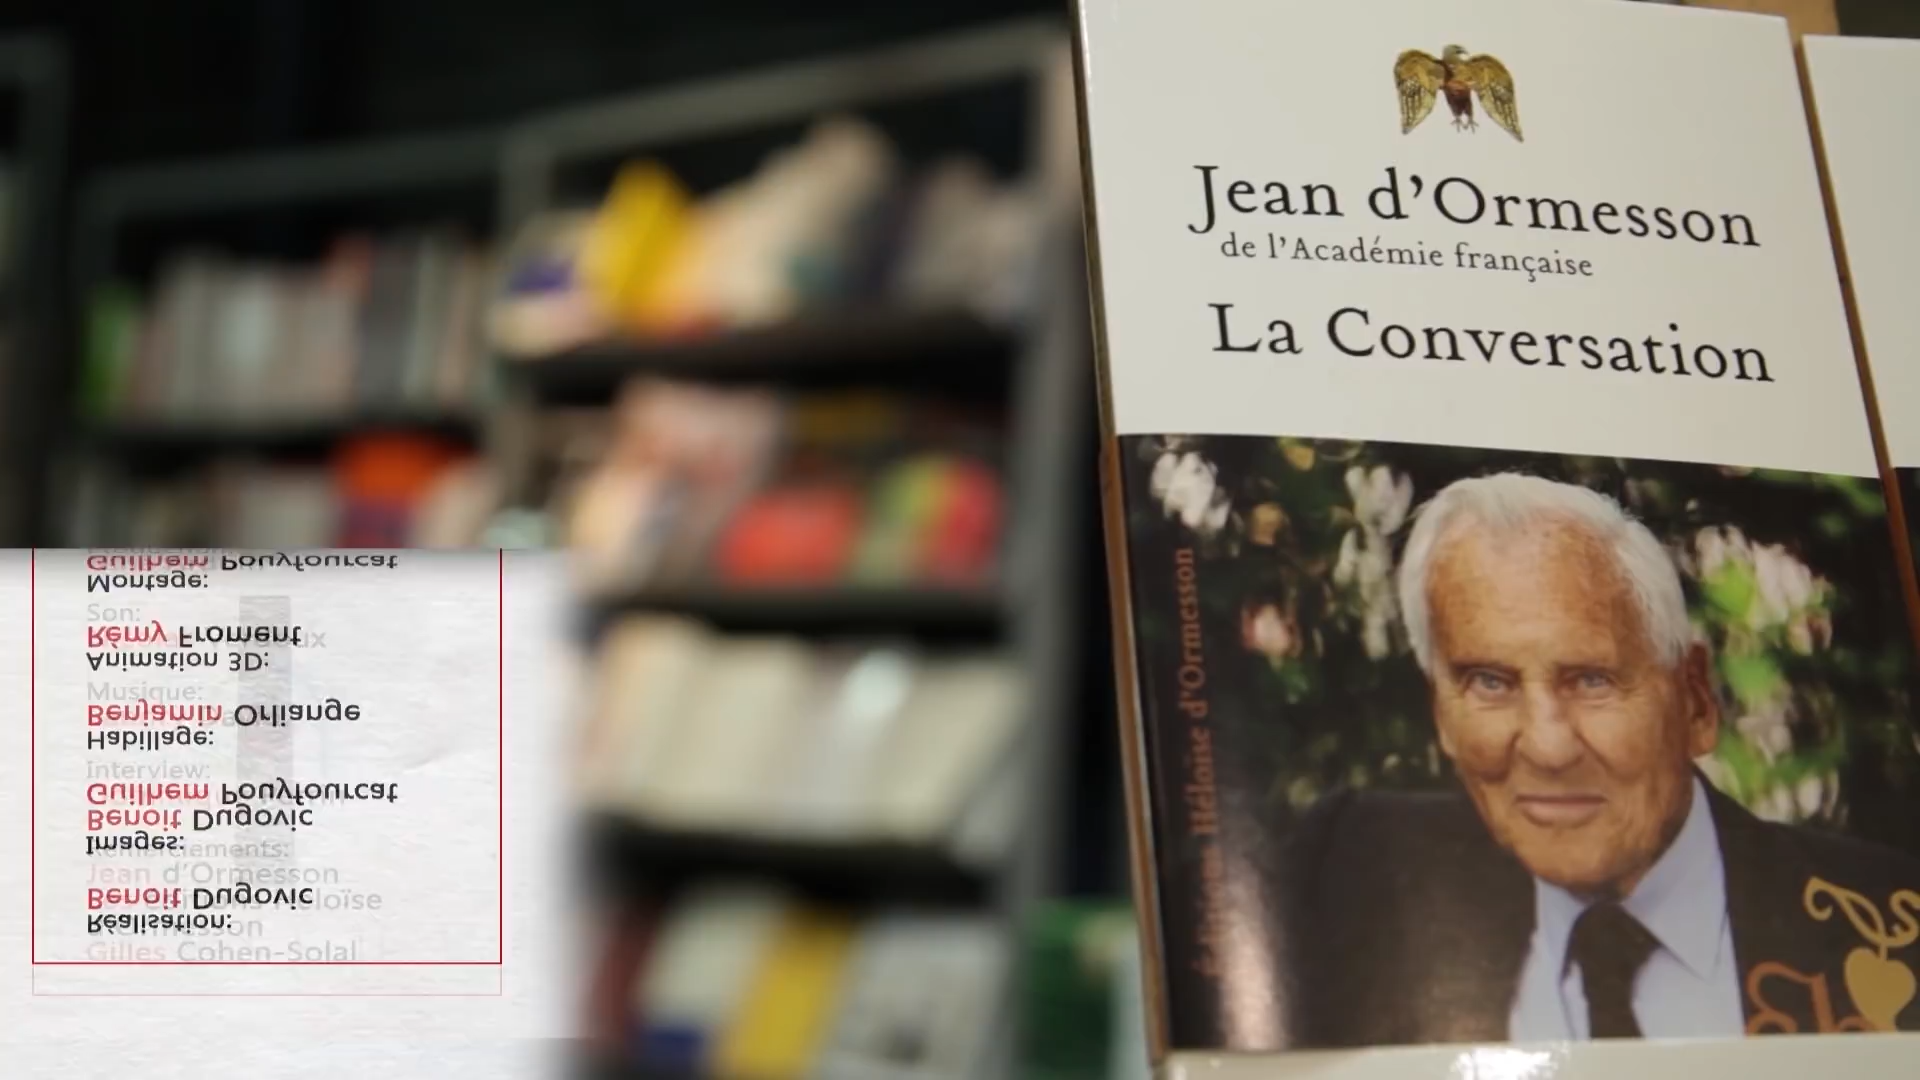 Jean d'Ormesson
de l'Académie française
La Conversation
Éditions Héloïse d'Ormesson
Guilhem Pouyfourcat
Montage:
Son:
Rémy Froment
Animation 3D:
Musique:
Benjamin Orliange
Habillage:
Interview:
Guilhem Pouyfourcat
Benoit Dugovic
Images:
Remerciements:
Jean d'Ormesson
Benoit Dugovic
Réalisation:
Gilles Cohen-Solal